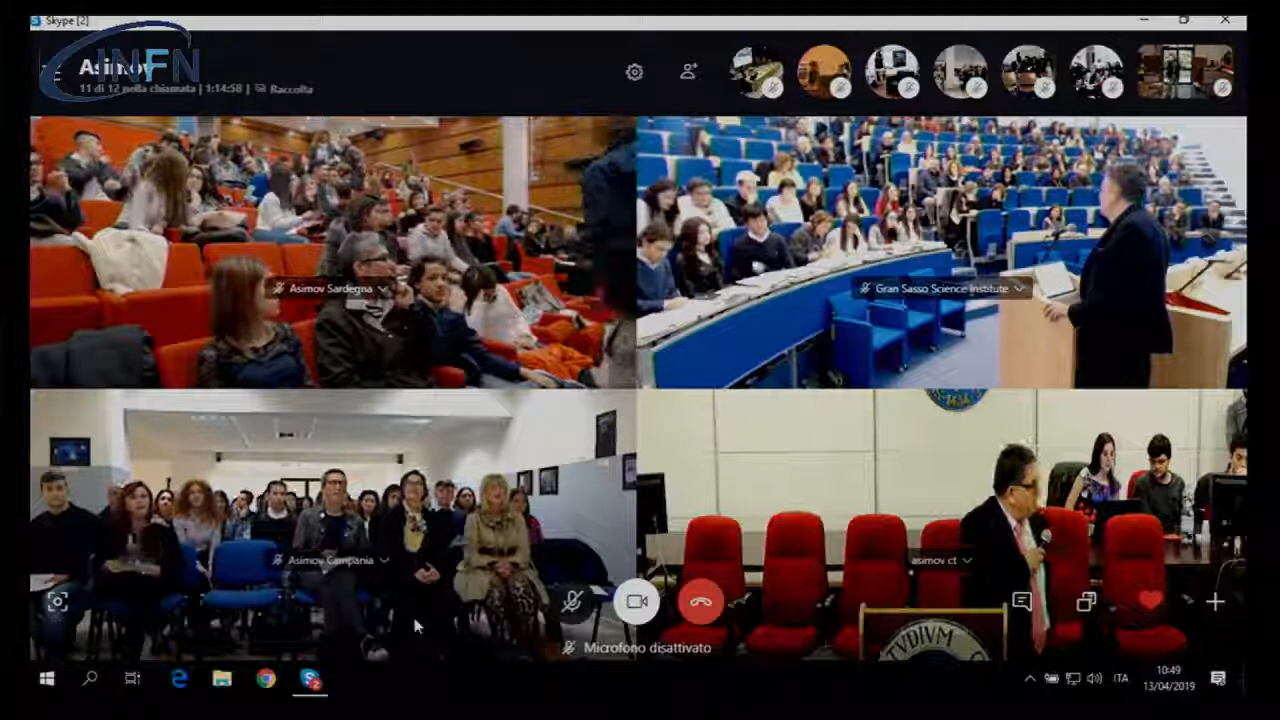 Skype [2]
INFN
Asimov
11 di 12 nella chiamata | 1:14:58 | Raccolta
Asimov Sardegna
Gran Sasso Science Institute
Asimov Campania
asimov ct
TVDIVM
Microfono disattivato
ITA
10:49
13/04/2019